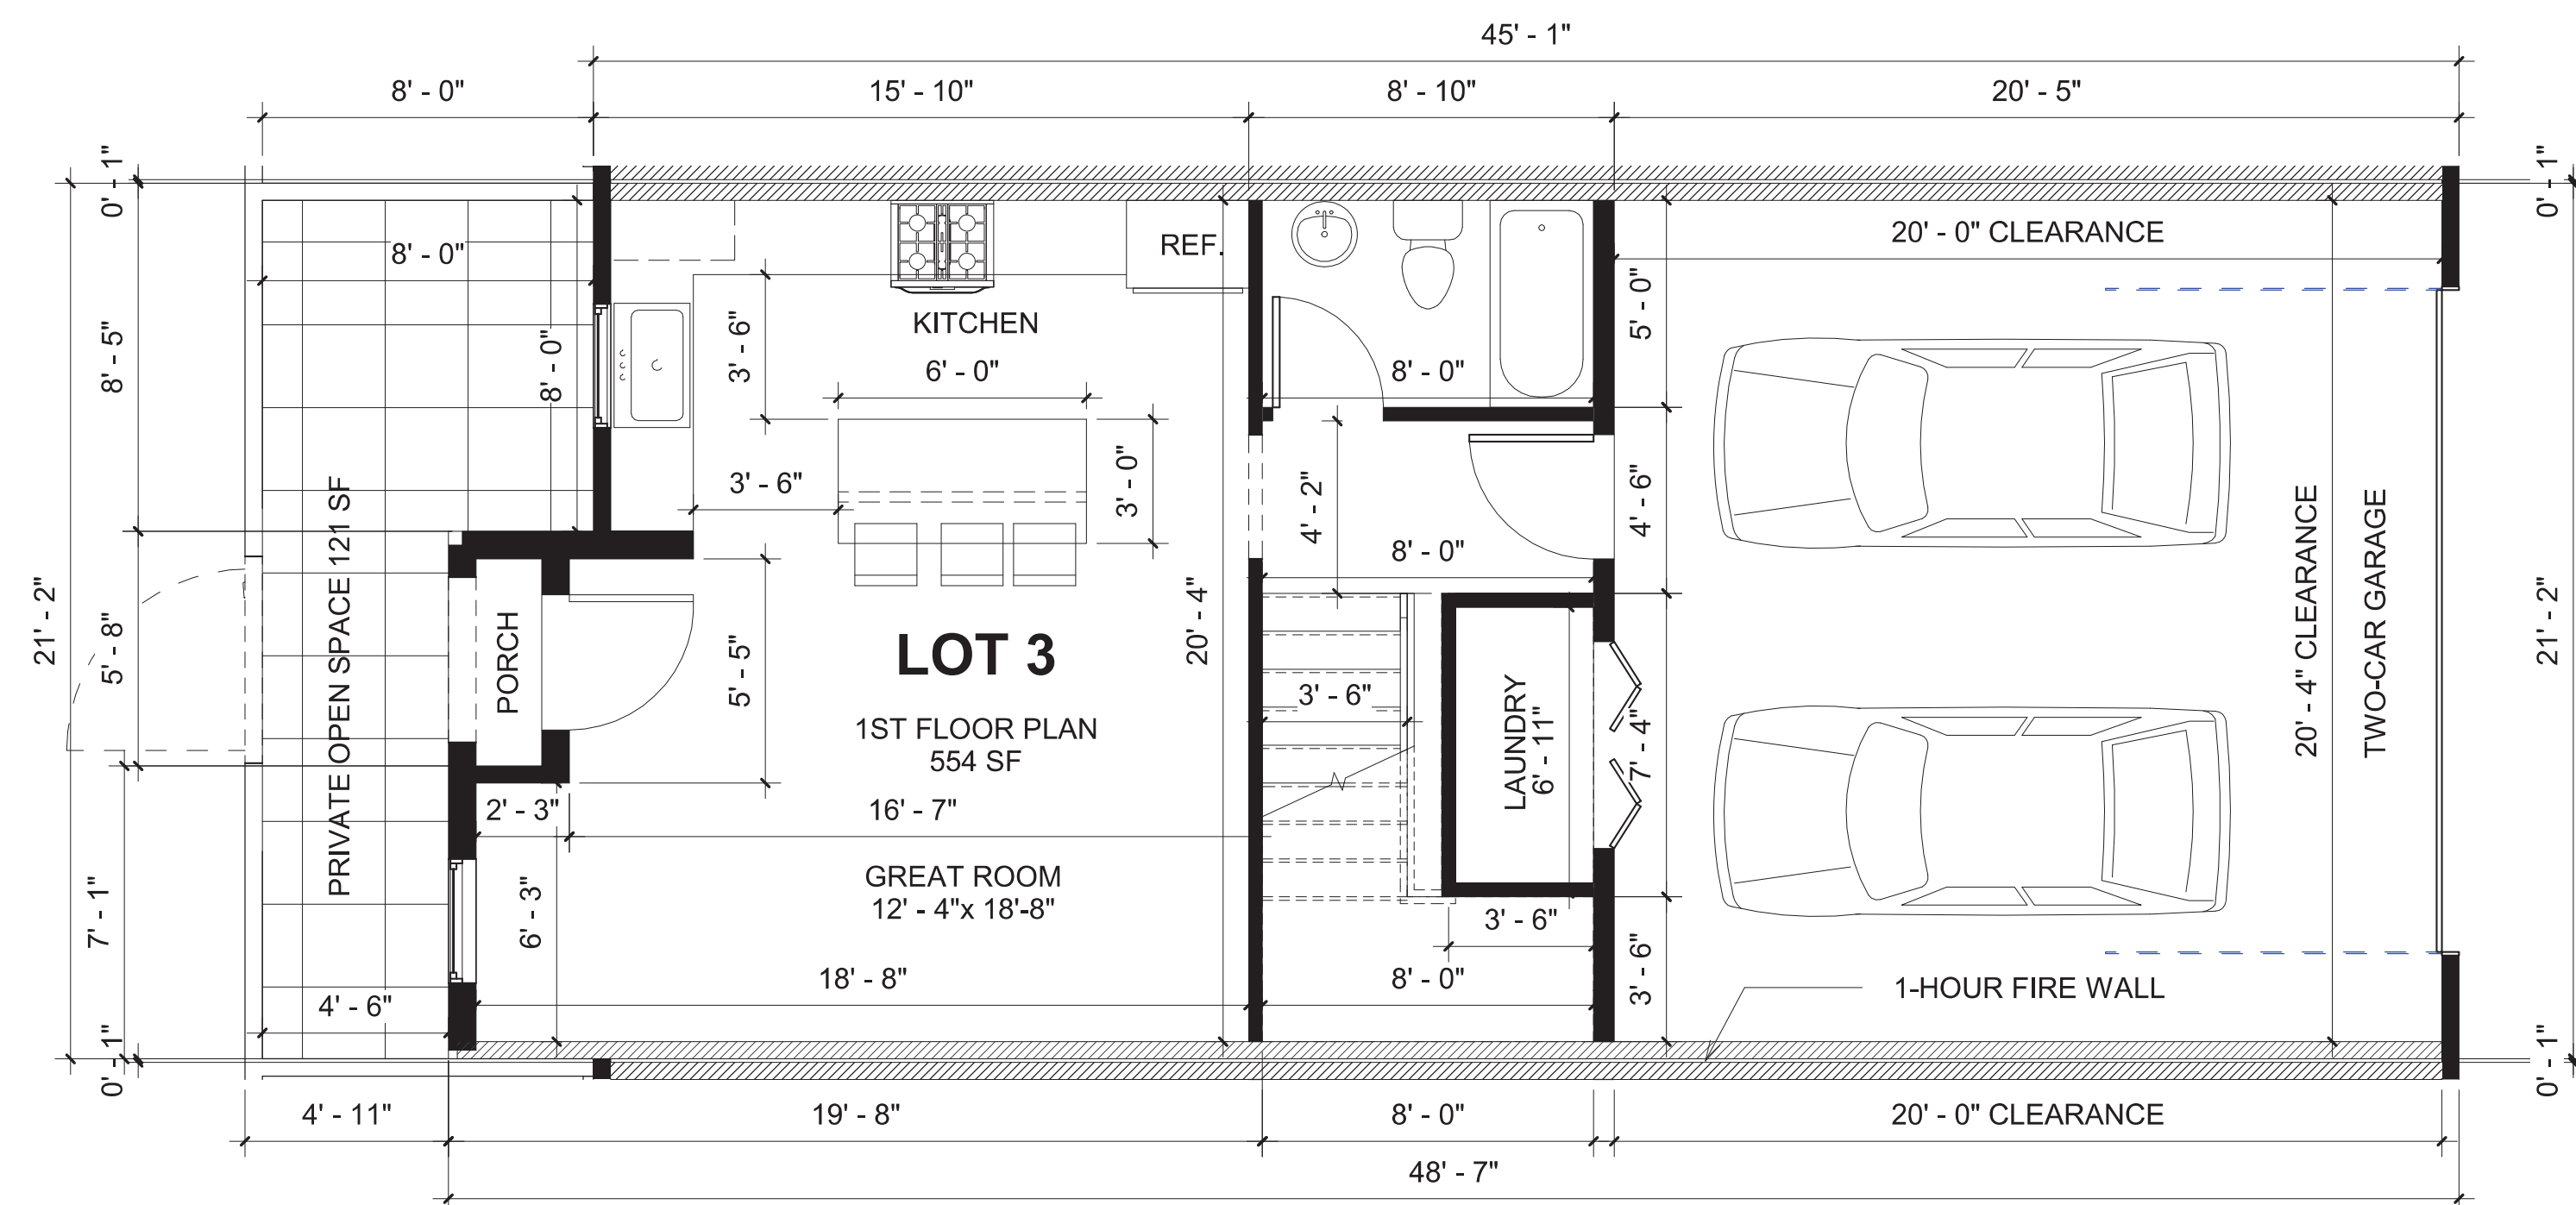 45' - 1"
8' - 0"
15' - 10"
8' - 10"
20' - 5"
0' - 1"
0' - 1"
8' - 0"
REF.
20' - 0" CLEARANCE
8' - 5"
8' - 0"
3' - 6"
KITCHEN
6' - 0"
8' - 0"
5' - 0"
3' - 6"
3' - 0"
4' - 2"
4' - 6"
8' - 0"
21' - 2"
5' - 8"
PRIVATE OPEN SPACE 121 SF
PORCH
5' - 5"
LOT 3
1ST FLOOR PLAN
554 SF
20' - 4"
3' - 6"
LAUNDRY
6' - 11"
7' - 4"
20' - 4" CLEARANCE
TWO-CAR GARAGE
21' - 2"
2' - 3"
16' - 7"
7' - 1"
6' - 3"
GREAT ROOM
12' - 4"x 18'-8"
3' - 6"
3' - 6"
18' - 8"
8' - 0"
1-HOUR FIRE WALL
4' - 6"
0' - 1"
0' - 1"
4' - 11"
19' - 8"
8' - 0"
20' - 0" CLEARANCE
48' - 7"